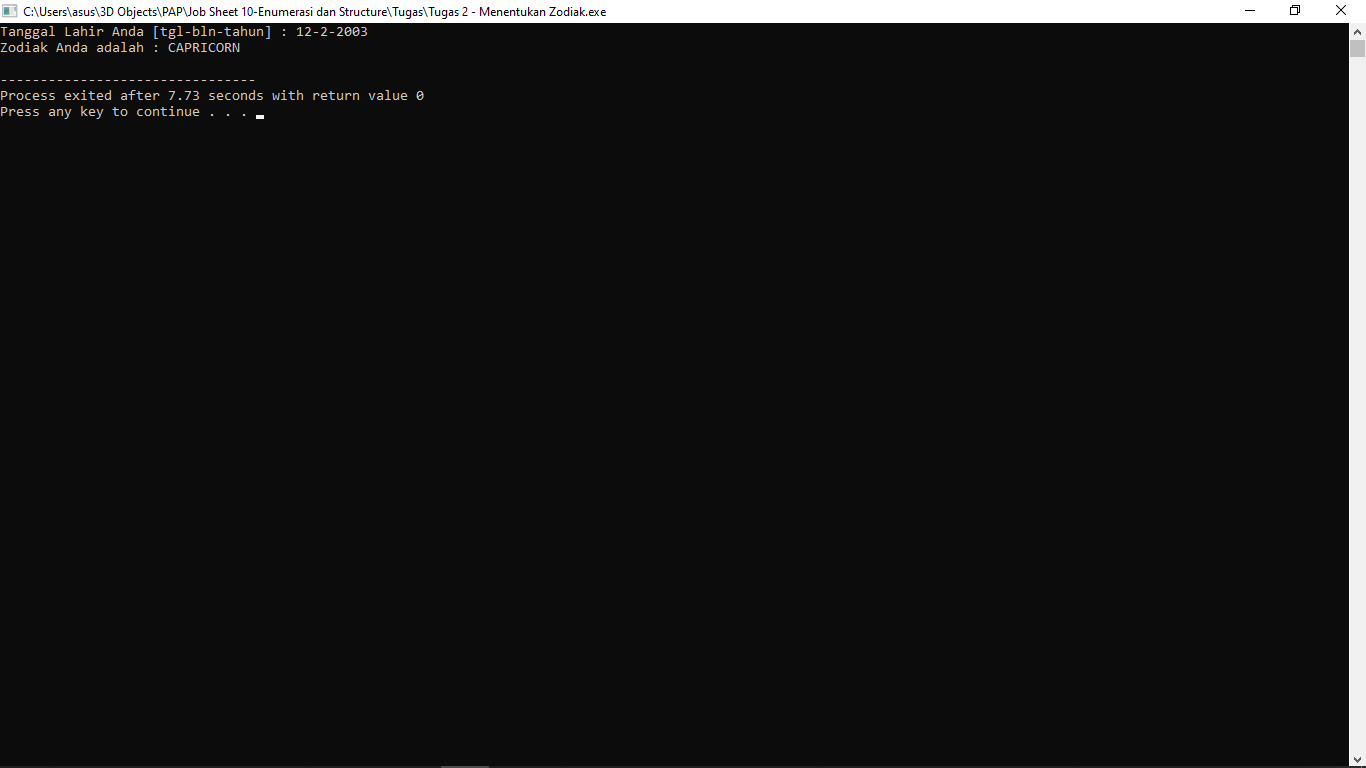 C:\Users\asus\3D Objects\PAP\Job Sheet 10-Enumerasi dan Structure\Tugas\Tugas 2 - Menentukan Zodiak.exe
Tanggal Lahir Anda [tgl-bln-tahun] : 12-2-2003
Zodiak Anda adalah : CAPRICORN
--------------------------------
Process exited after 7.73 seconds with return value 0
Press any key to continue . . .